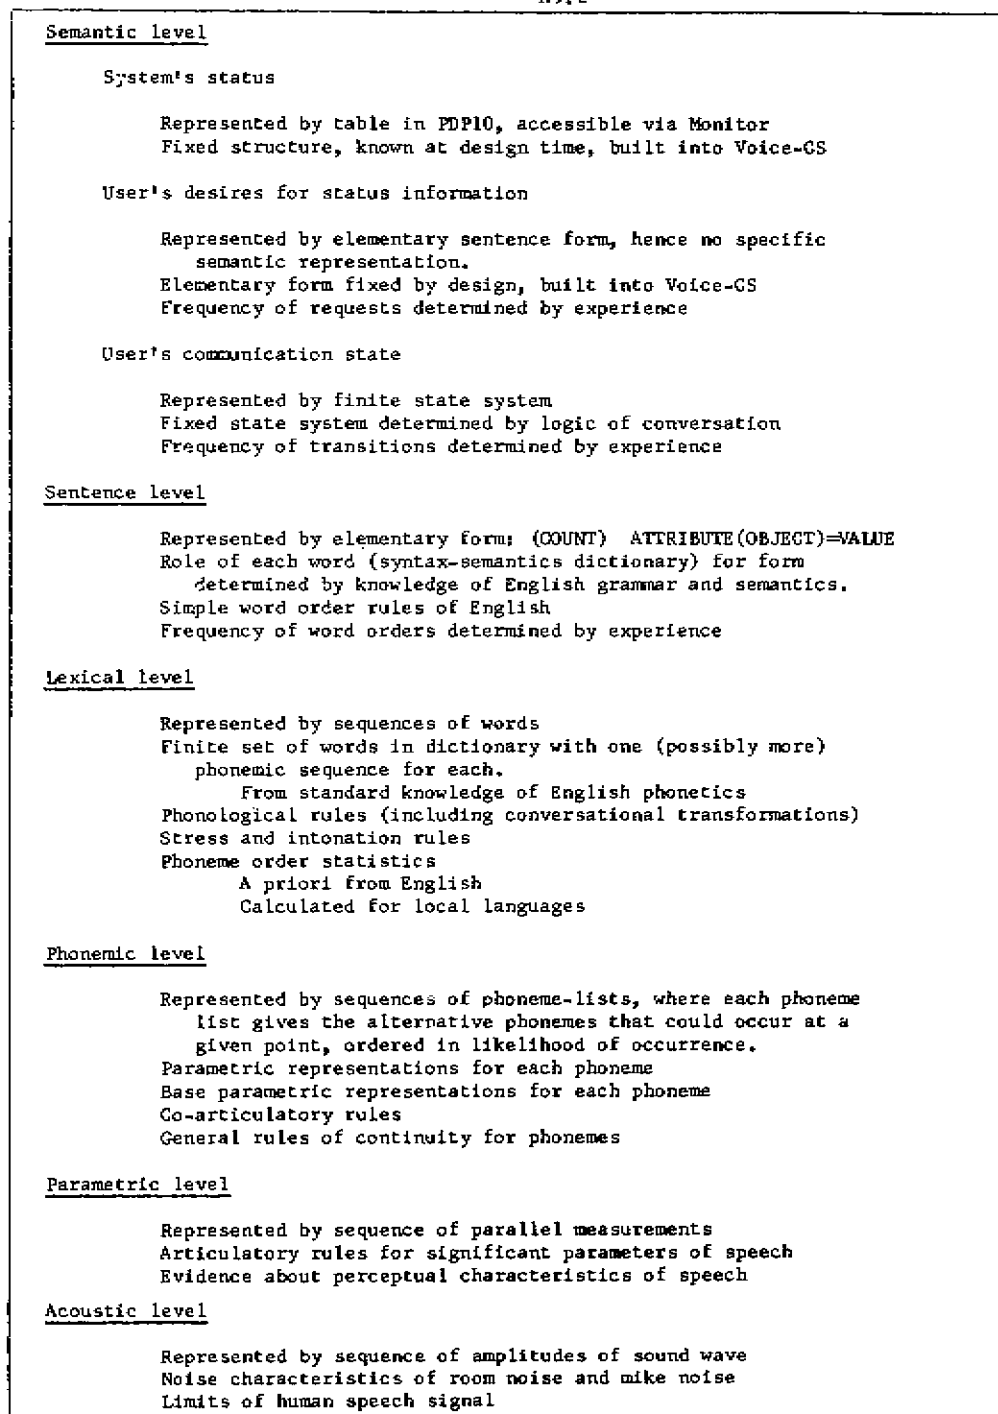 Semantic level
System's status
Represented by table in PDP10, accessible via Monitor
Fixed structure, known at design time, built into Voice-CS
User's desires for status information
Represented by elementary sentence form, hence no specific
semantic representation.
Elementary form fixed by design, built into Voice-CS
Frequency of requests determined by experience
User's communication state
Represented by finite state system
Fixed state system determined by logic of conversation
Frequency of transitions determined by experience
Sentence level
Represented by elementary form: (COUNT) ATTRIBUTE(OBJECT)=VALUE
Role of each word (syntax-semantics dictionary) for form
determined by knowledge of English grammar and semantics.
Simple word order rules of English
Frequency of word orders determined by experience
Lexical level
Represented by sequences of words
Finite set of words in dictionary with one (possibly more)
phonemic sequence for each.
From standard knowledge of English phonetics
Phonological rules (including conversational transformations)
Stress and intonation rules
Phoneme order statistics
A priori from English
Calculated for local languages
Phonemic level
Represented by sequences of phoneme-lists, where each phoneme
list gives the alternative phonemes that could occur at a
given point, ordered in likelihood of occurrence.
Parametric representations for each phoneme
Base parametric representations for each phoneme
Co-articulatory rules
General rules of continuity for phonemes
Parametric level
Represented by sequence of parallel measurements
Articulatory rules for significant parameters of speech
Evidence about perceptual characteristics of speech
Acoustic level
Represented by sequence of amplitudes of sound wave
Noise characteristics of room noise and mike noise
Limits of human speech signal